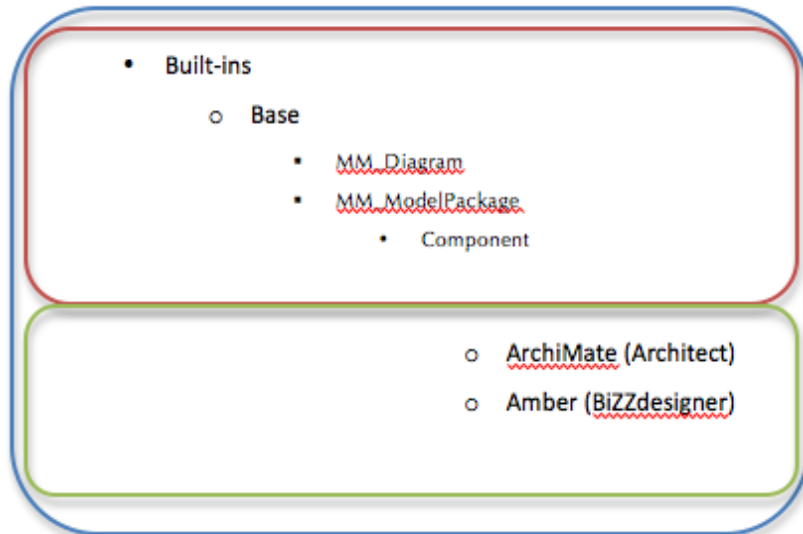 • Built-ins
o Base
▪ MM_Diagram
▪ MM_ModelPackage
• Component
o ArchiMate (Architect)
o Amber (BiZZdesigner)